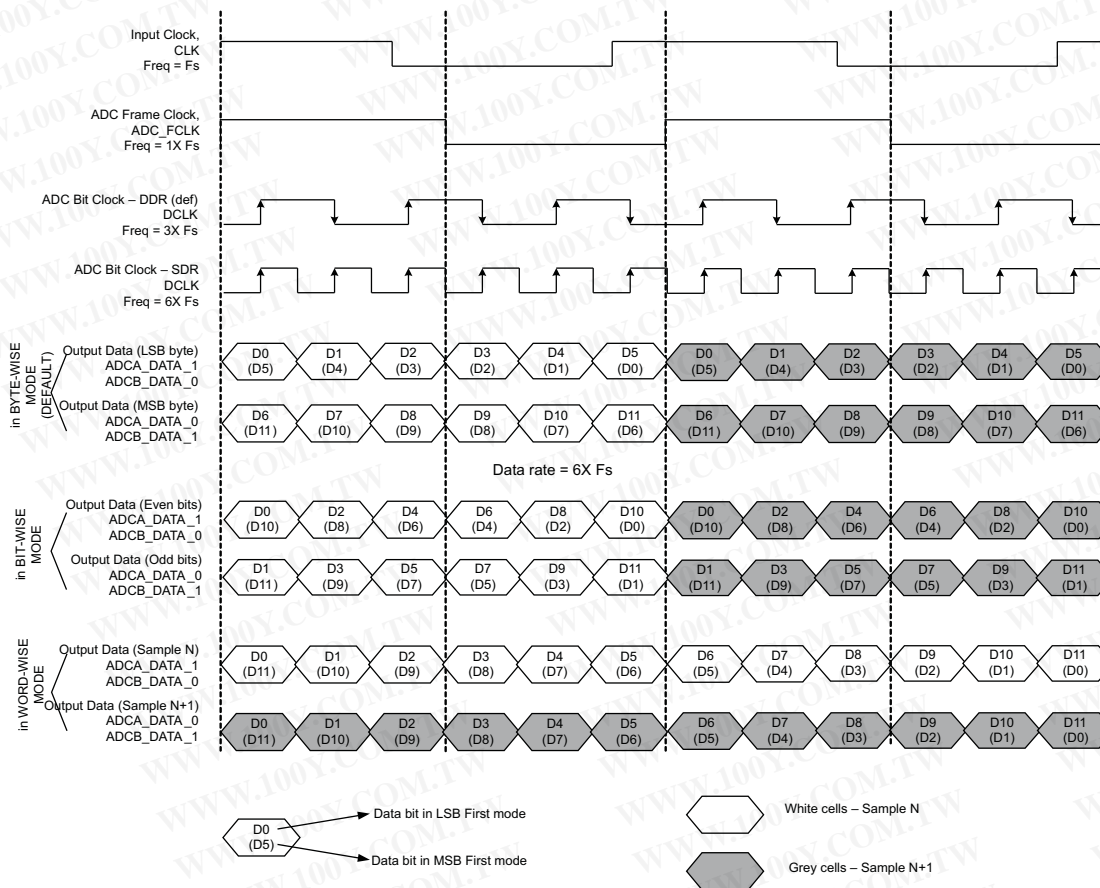 Input Clock,
CLK
Freq = Fs
ADC Frame Clock,
ADC_FCLK
Freq = 1X Fs
ADC Bit Clock – DDR (def)
DCLK
Freq = 3X Fs
ADC Bit Clock – SDR
DCLK
Freq = 6X Fs
in BYTE-WISE
MODE
(DEFAULT)
Output Data (LSB byte)
ADCA_DATA_1
ADCB_DATA_0
D0 D1 D2 D3 D4 D5 D0 D1 D2 D3 D4 D5
(D5) (D4) (D3) (D2) (D1) (D0) (D5) (D4) (D3) (D2) (D1) (D0)
Output Data (MSB byte)
ADCA_DATA_0
ADCB_DATA_1
D6 D7 D8 D9 D10 D11 D6 D7 D8 D9 D10 D11
(D11) (D10) (D9) (D8) (D7) (D6) (D11) (D10) (D9) (D8) (D7) (D6)
Data rate = 6X Fs
in BIT-WISE
MODE
Output Data (Even bits)
ADCA_DATA_1
ADCB_DATA_0
D0 D2 D4 D6 D8 D10 D0 D2 D4 D6 D8 D10
(D10) (D8) (D6) (D4) (D2) (D0) (D10) (D8) (D6) (D4) (D2) (D0)
Output Data (Odd bits)
ADCA_DATA_0
ADCB_DATA_1
D1 D3 D5 D7 D9 D11 D1 D3 D5 D7 D9 D11
(D11) (D9) (D7) (D5) (D3) (D1) (D11) (D9) (D7) (D5) (D3) (D1)
in WORD-WISE
MODE
Output Data (Sample N)
ADCA_DATA_1
ADCB_DATA_0
D0 D1 D2 D3 D4 D5 D6 D7 D8 D9 D10 D11
(D11) (D10) (D9) (D8) (D7) (D6) (D5) (D4) (D3) (D2) (D1) (D0)
Output Data (Sample N+1)
ADCA_DATA_0
ADCB_DATA_1
D0 D1 D2 D3 D4 D5 D6 D7 D8 D9 D10 D11
(D11) (D10) (D9) (D8) (D7) (D6) (D5) (D4) (D3) (D2) (D1) (D0)
D0
(D5)
Data bit in LSB First mode
Data bit in MSB First mode
White cells – Sample N
Grey cells – Sample N+1
WWW.100Y.COM.TW